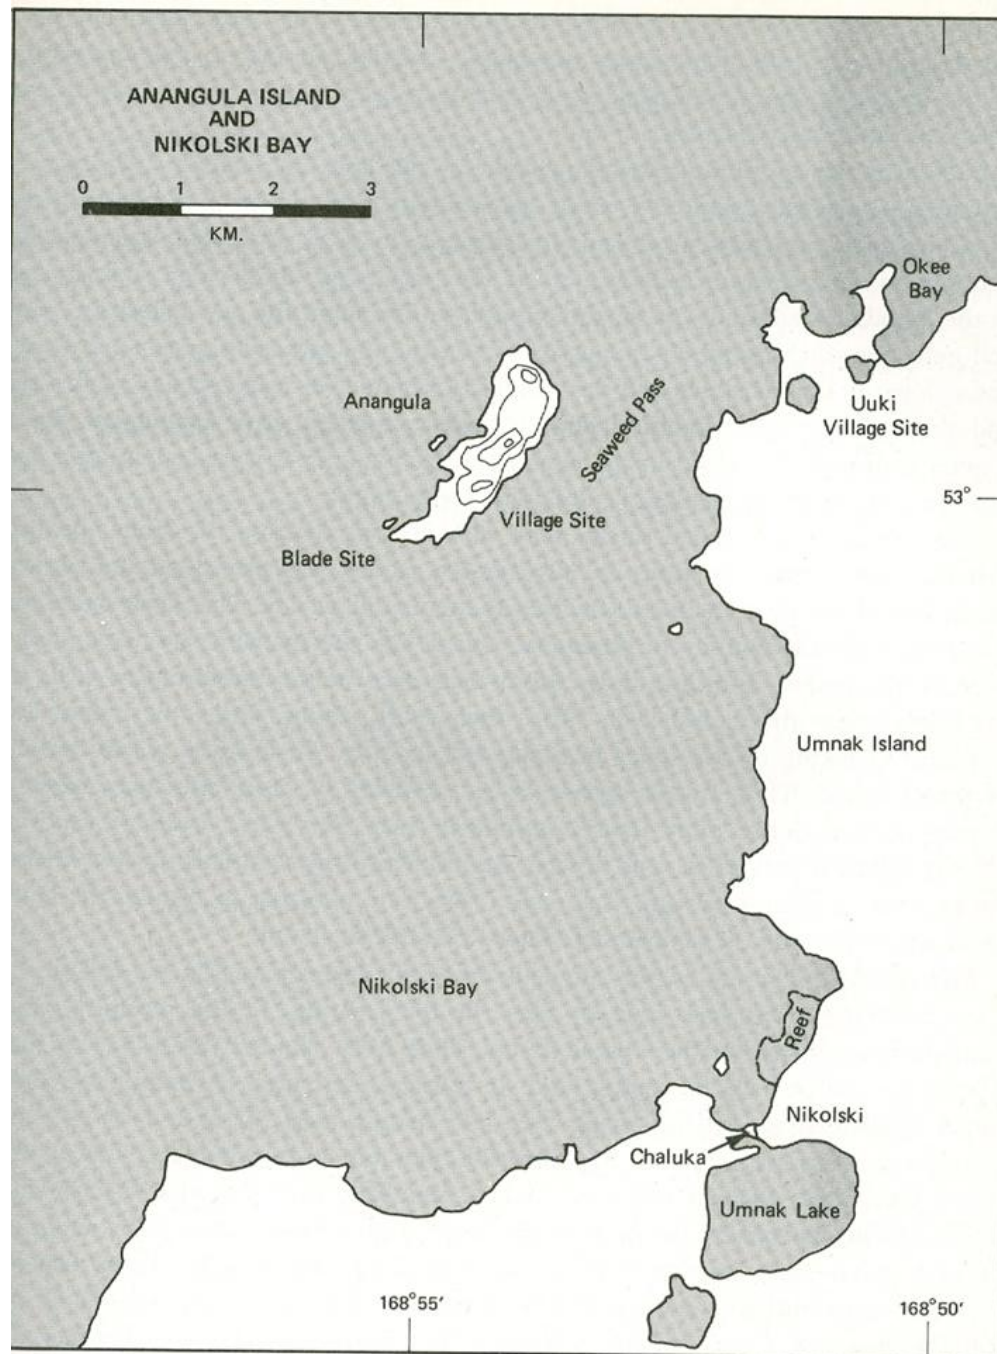 ANANGULA ISLAND
AND
NIKOLSKI BAY
0 1 2 3
KM.
Okee
Bay
Anangula
Seaweed Pass
Uuki
Village Site
53°
Village Site
Blade Site
Umnak Island
Nikolski Bay
Reef
Nikolski
Chaluka
Umnak Lake
168°55′
168°50′